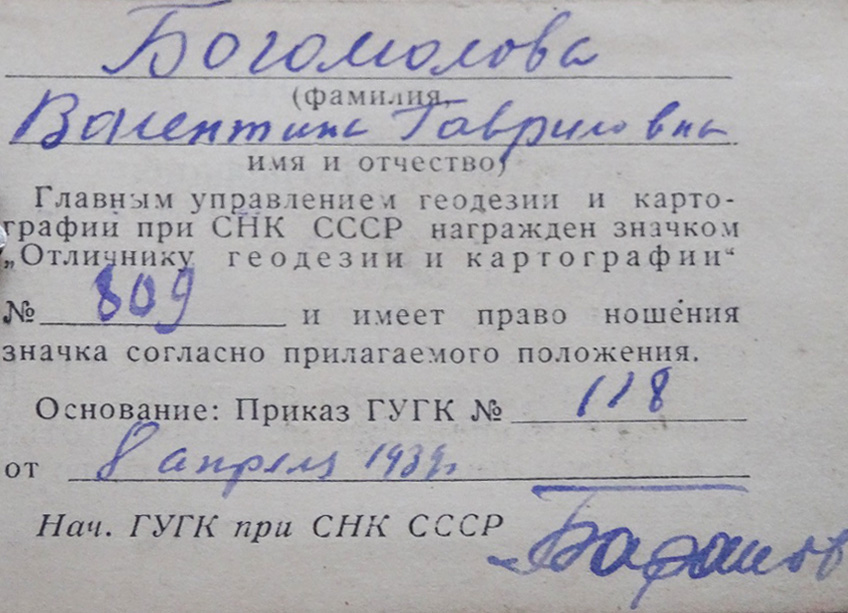 Богомолова
(фамилия,
Валентина Гавриловна
имя и отчество)
Главным управлением геодезии и карто-
графии при СНК СССР награжден значком
„Отличнику геодезии и картографии“
№ 809 и имеет право ношения
значка согласно прилагаемого положения.
Основание: Приказ ГУГК № 118
от 8 апреля 1939г.
Нач. ГУГК при СНК СССР Баранов